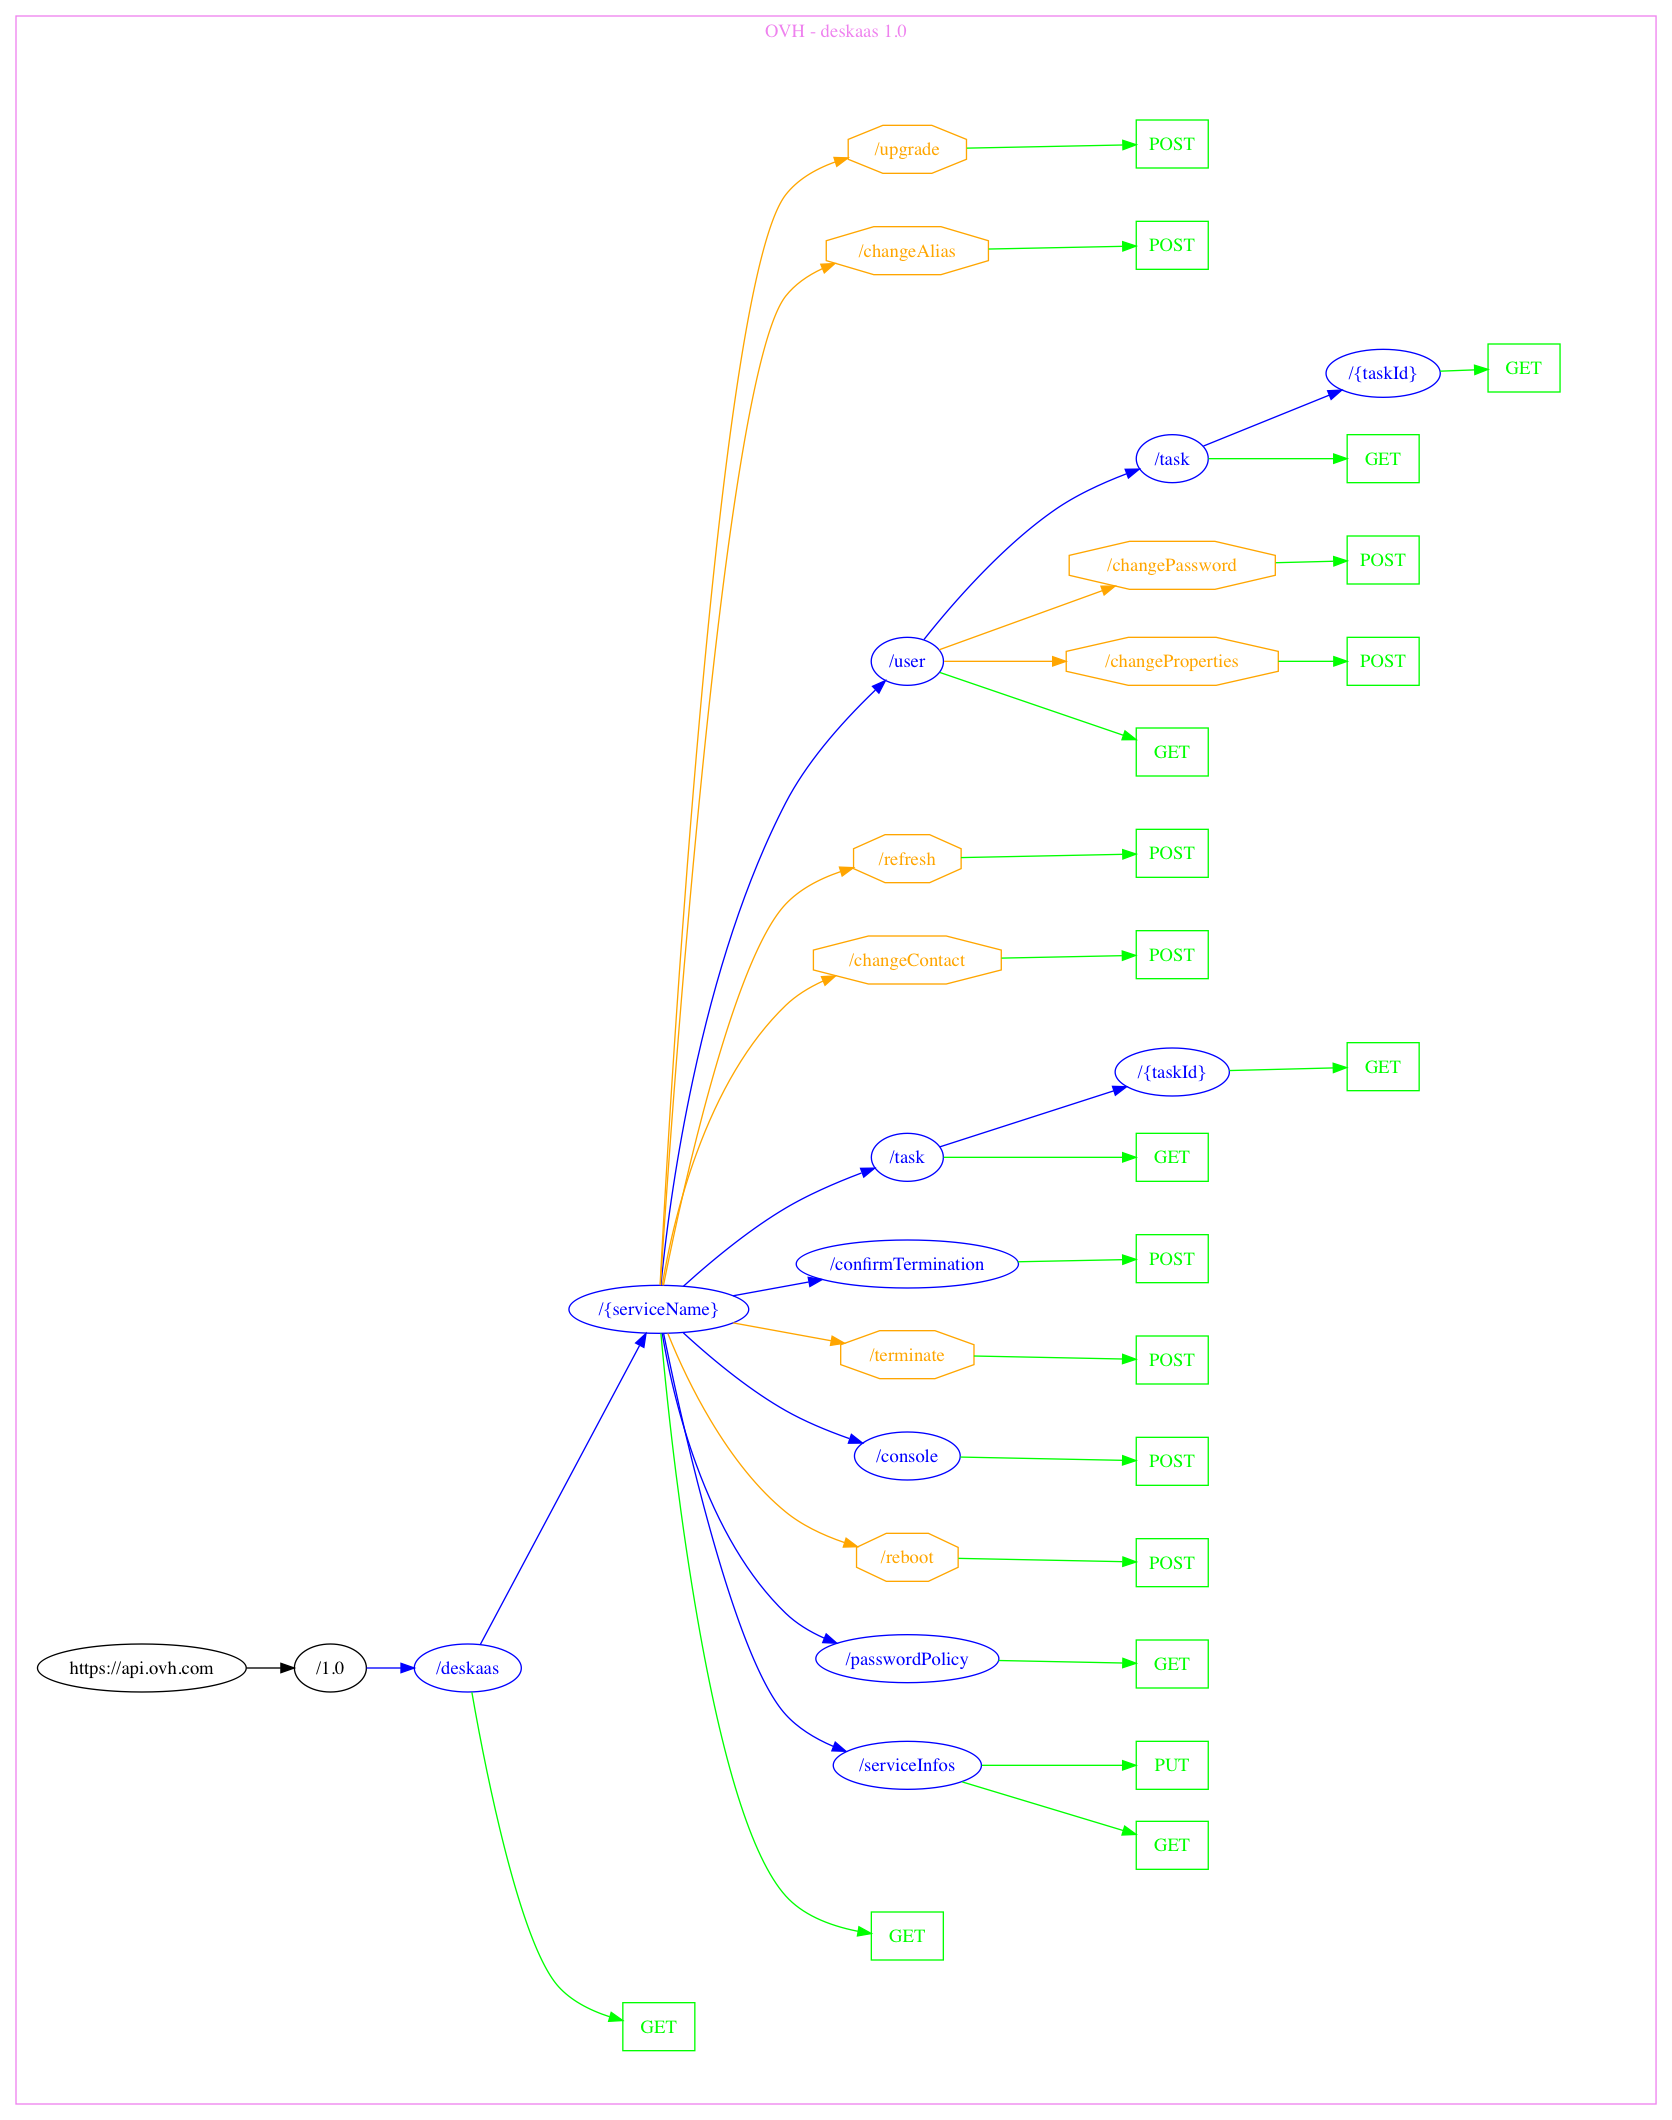 OVH - deskaas 1.0
/upgrade
POST
/changeAlias
POST
/{taskId}
GET
/task
GET
/changePassword
POST
/user
/changeProperties
POST
GET
/refresh
POST
/changeContact
POST
/{taskId}
GET
/task
GET
/confirmTermination
POST
/{serviceName}
/terminate
POST
/console
POST
/reboot
POST
/passwordPolicy
GET
https://api.ovh.com
/1.0
/deskaas
/serviceInfos
PUT
GET
GET
GET